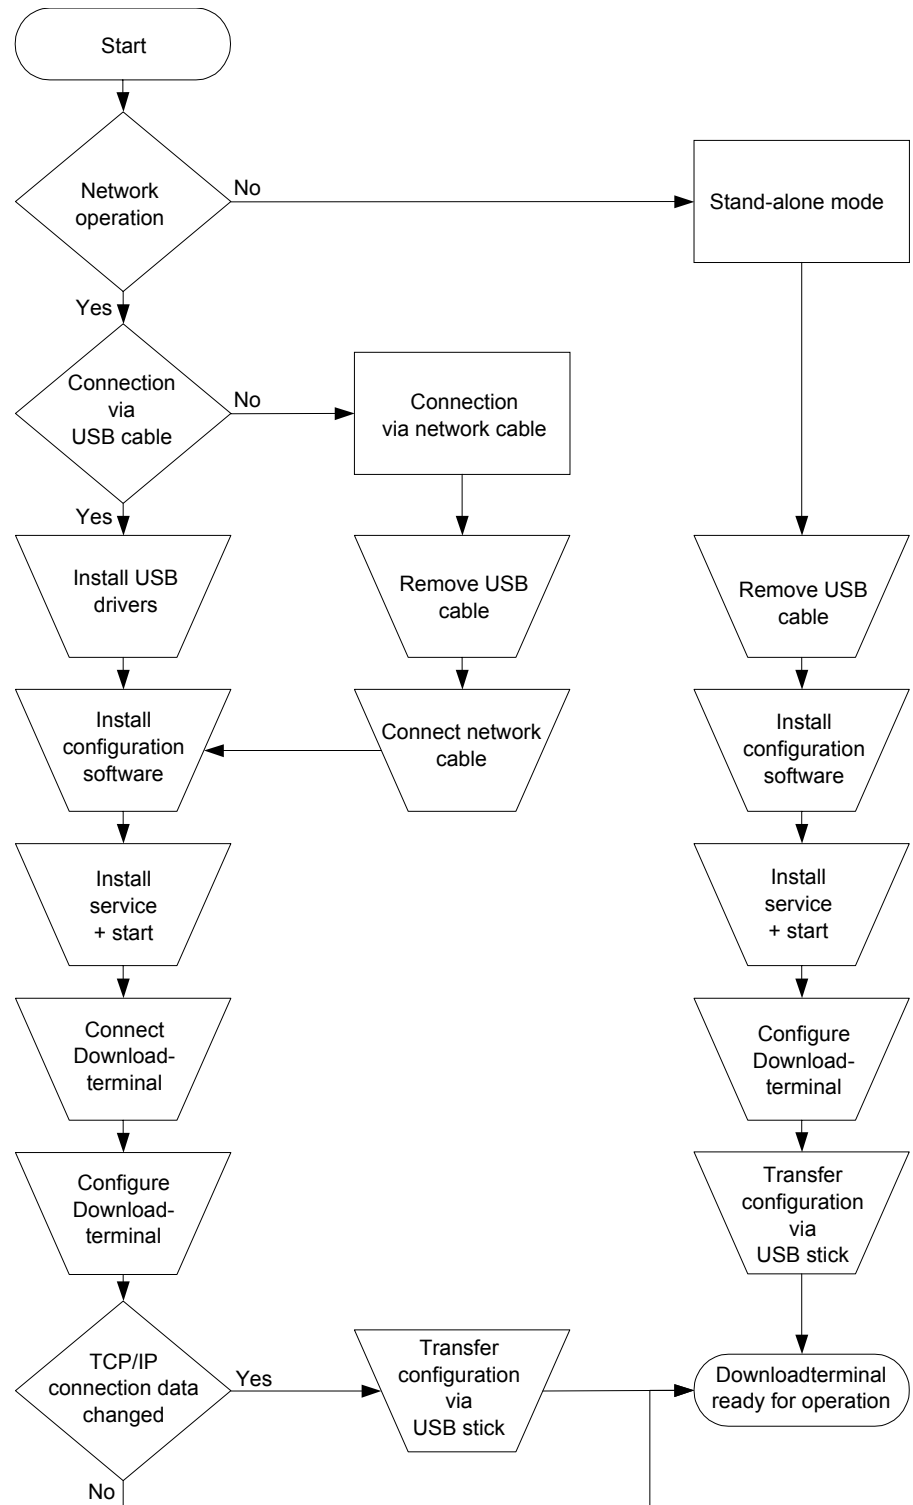 Start
Network
operation
No
Stand-alone mode
Yes
Connection
via
USB cable
No
Connection
via network cable
Yes
Install USB
drivers
Remove USB
cable
Remove USB
cable
Install
configuration
software
Connect network
cable
Install
configuration
software
Install
service
+ start
Install
service
+ start
Connect
Download-
terminal
Configure
Download-
terminal
Configure
Download-
terminal
Transfer
configuration
via
USB stick
TCP/IP
connection data
changed
Yes
Transfer
configuration
via
USB stick
Downloadterminal
ready for operation
No